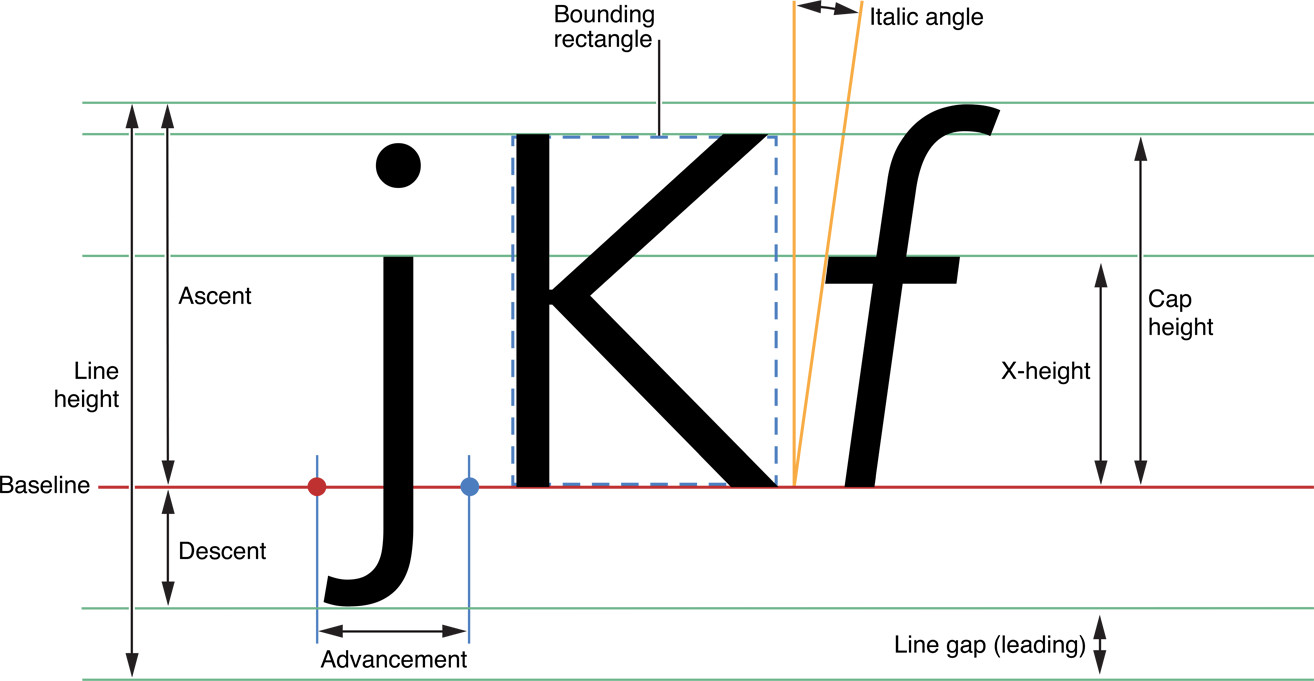 Bounding
rectangle
Italic angle
jKf
Ascent
Cap
height
Line
height
X-height
Baseline
Descent
Line gap (leading)
Advancement